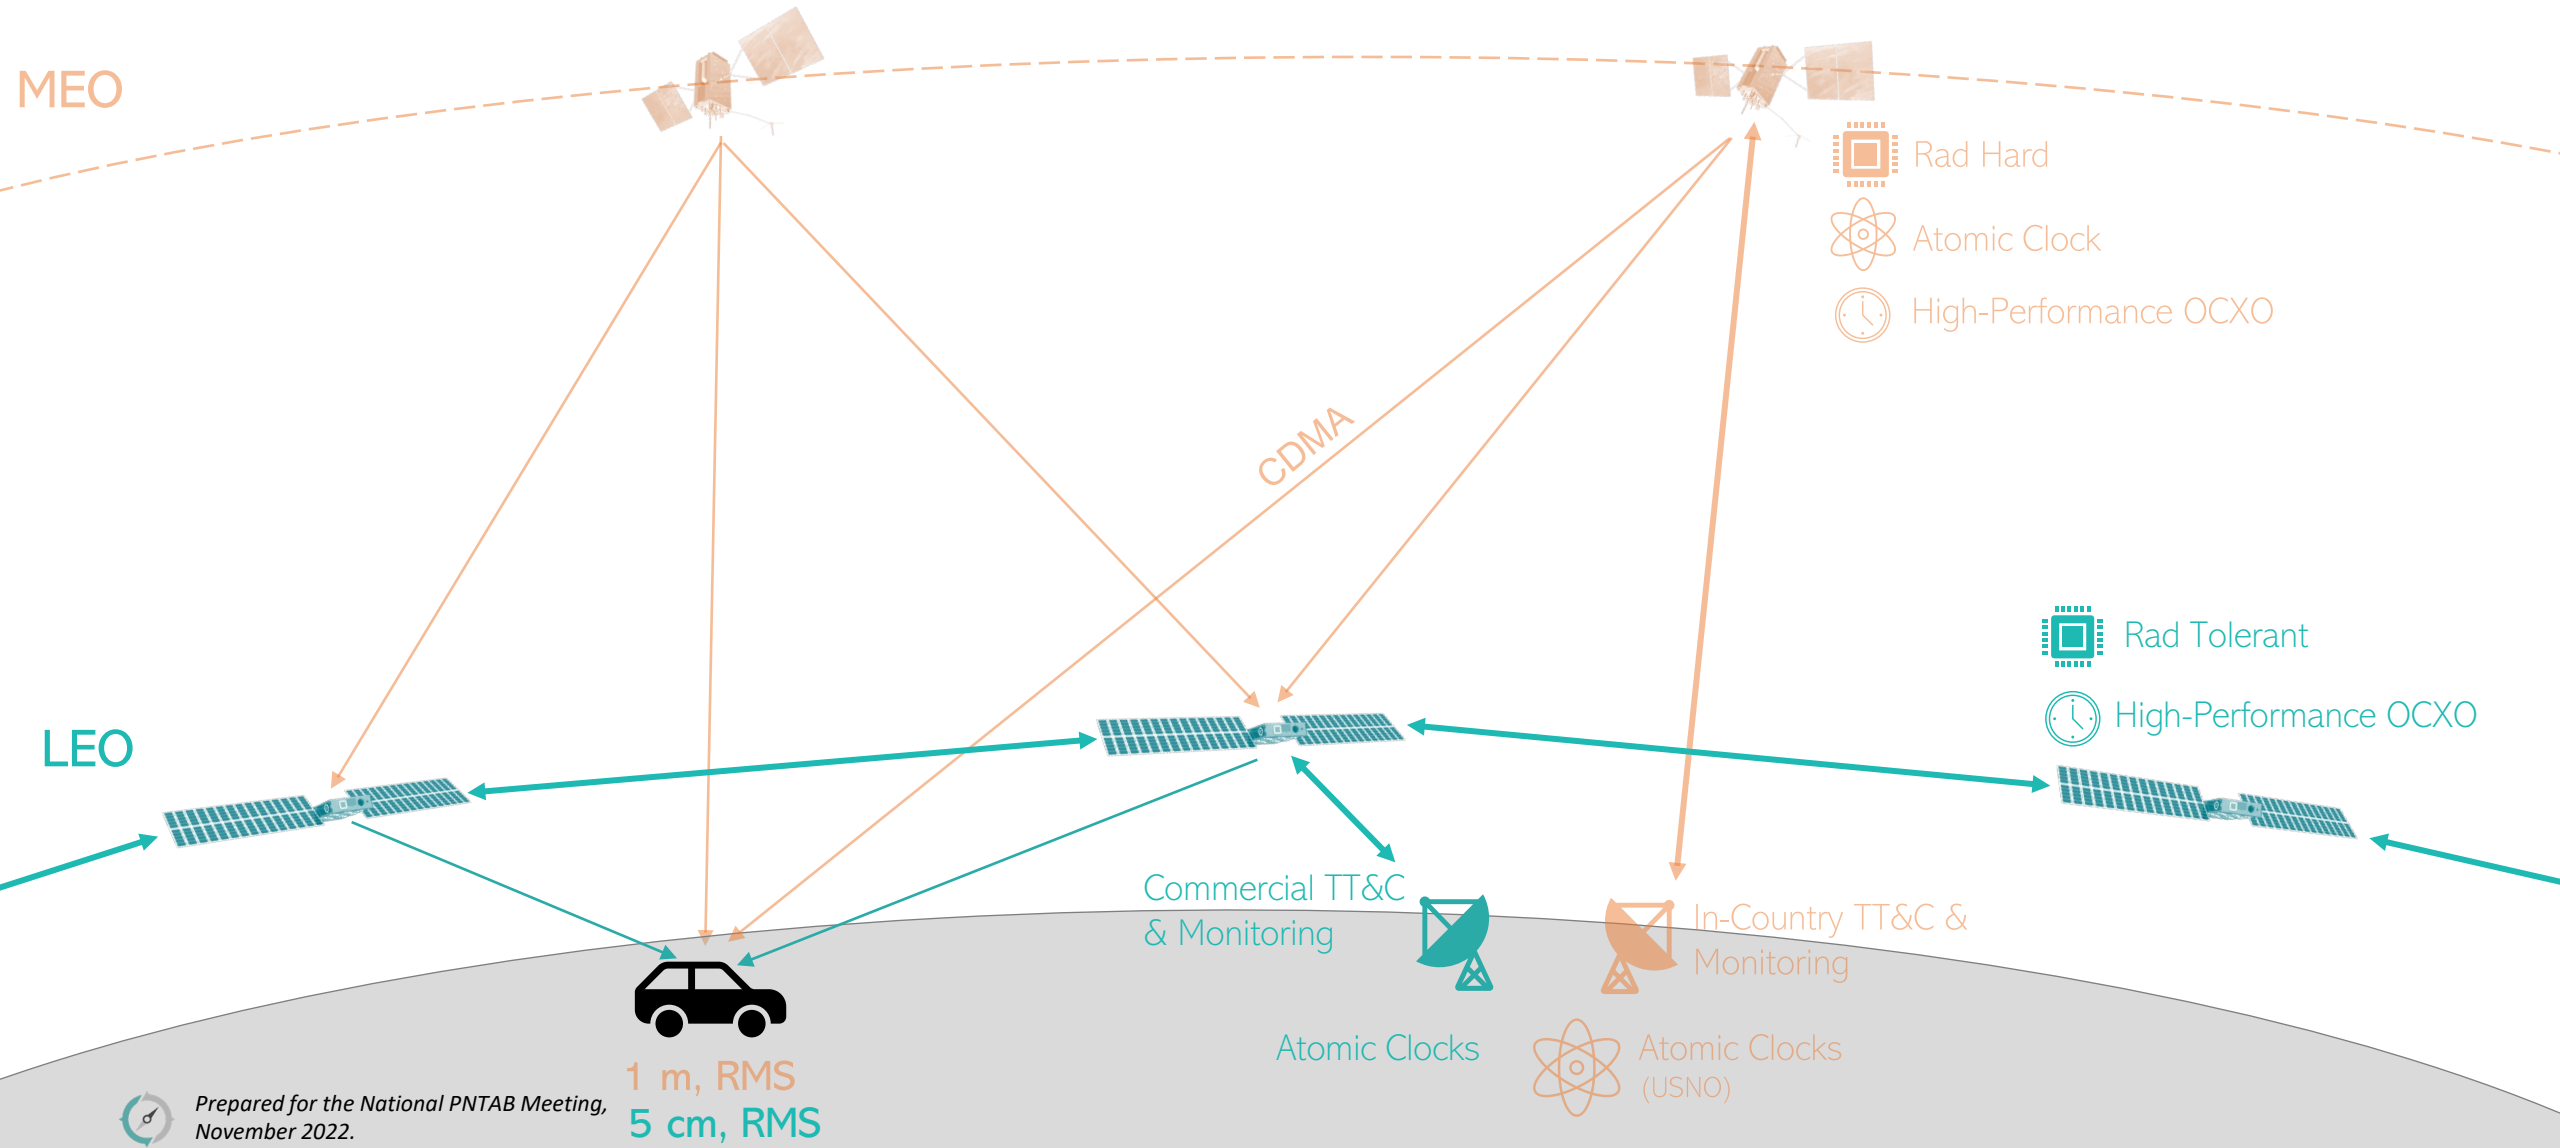 MEO
Rad Hard
Atomic Clock
High-Performance OCXO
CDMA
Rad Tolerant
LEO
High-Performance OCXO
Commercial TT&C
& Monitoring
In-Country TT&C &
Monitoring
Atomic Clocks
Atomic Clocks
(USNO)
1 m, RMS
5 cm, RMS
Prepared for the National PNTAB Meeting,
November 2022.